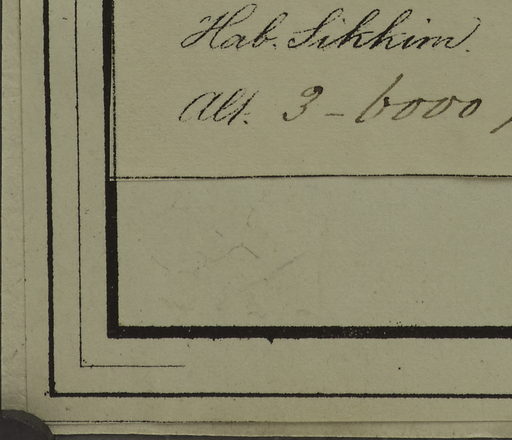 Hab. Sikkim.
Alt. 3-6000